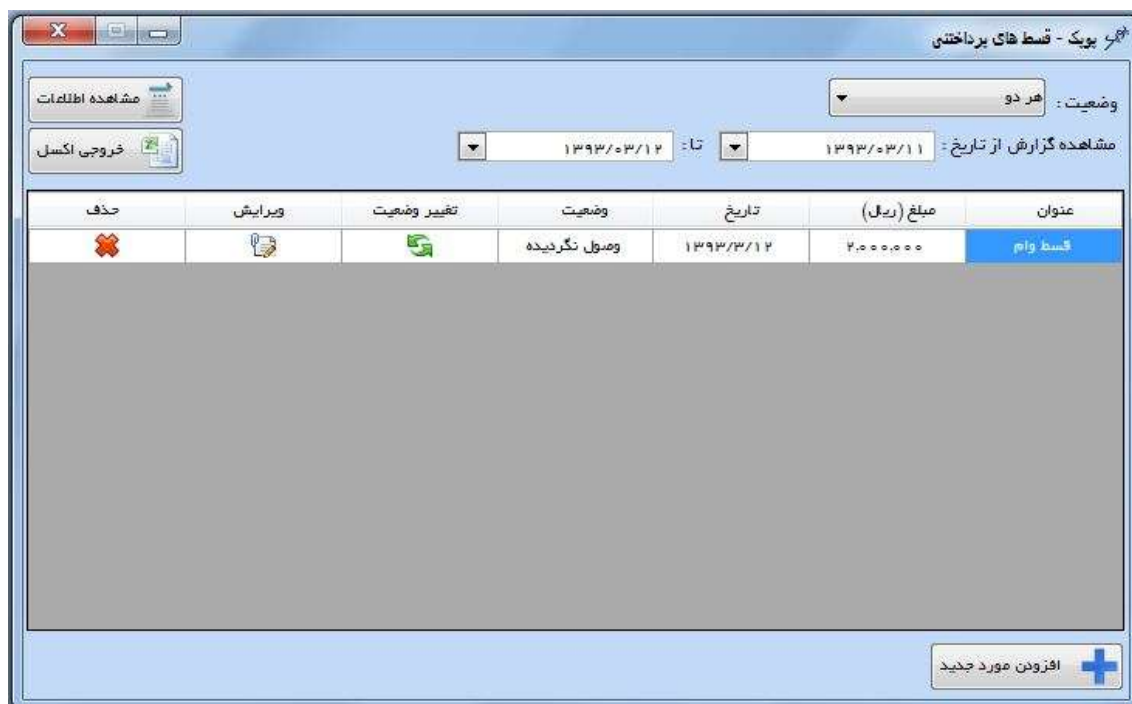 پوپک - قسط های پرداختنی
وضعیت : هر دو
مشاهده اطلاعات
مشاهده گزارش از تاریخ : ۱۳۹۳/۰۳/۱۱ تا : ۱۳۹۳/۰۳/۱۲
خروجی اکسل
عنوان مبلغ (ریال) تاریخ وضعیت تغییر وضعیت ویرایش حذف
قسط وام ۲,۰۰۰,۰۰۰ ۱۳۹۳/۳/۱۲ وصول نگردیده
افزودن مورد جدید